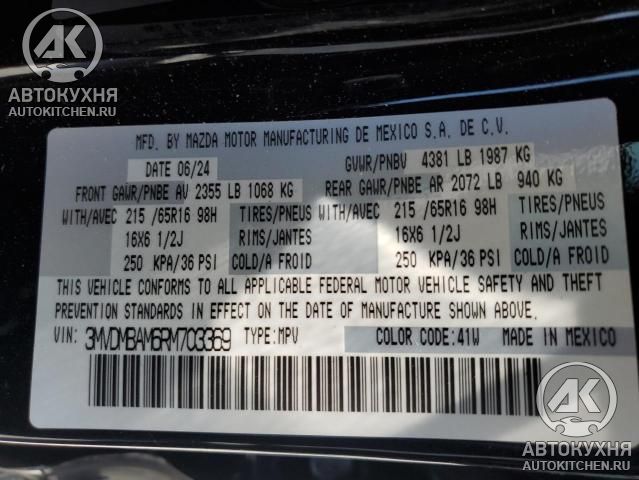 АК
АВТОКУХНЯ
AUTOKITCHEN.RU
MFD. BY MAZDA MOTOR MANUFACTURING DE MEXICO S.A. DE C.V.
DATE 06/24 GVWR/PNBV 4381 LB 1987 KG
FRONT GAWR/PNBE AV 2355 LB 1068 KG REAR GAWR/PNBE AR 2072 LB 940 KG
WITH/AVEC 215 /65R16 98H TIRES/PNEUS WITH/AVEC 215 /65R16 98H TIRES/PNEUS
16X6 1/2J RIMS/JANTES 16X6 1/2J RIMS/JANTES
250 KPA/36 PSI COLD/A FROID 250 KPA/36 PSI COLD/A FROID
THIS VEHICLE CONFORMS TO ALL APPLICABLE FEDERAL MOTOR VEHICLE SAFETY AND THEFT
PREVENTION STANDARDS IN EFFECT ON THE DATE OF MANUFACTURE SHOWN ABOVE.
VIN: 3MVDMBAM6RM703369 TYPE:MPV COLOR CODE:41W MADE IN MEXICO
АК
АВТОКУХНЯ
AUTOKITCHEN.RU